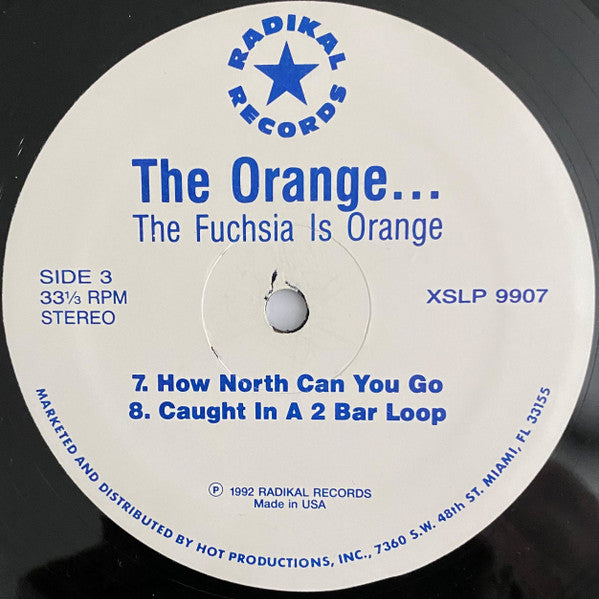 RADIKAL
RECORDS
The Orange...
The Fuchsia Is Orange
SIDE 3
33⅓ RPM
STEREO
XSLP 9907
7. How North Can You Go
8. Caught In A 2 Bar Loop
℗ 1992 RADIKAL RECORDS
Made in USA
MARKETED AND DISTRIBUTED BY HOT PRODUCTIONS, INC., 7360 S.W. 48th ST. MIAMI, FL 33155